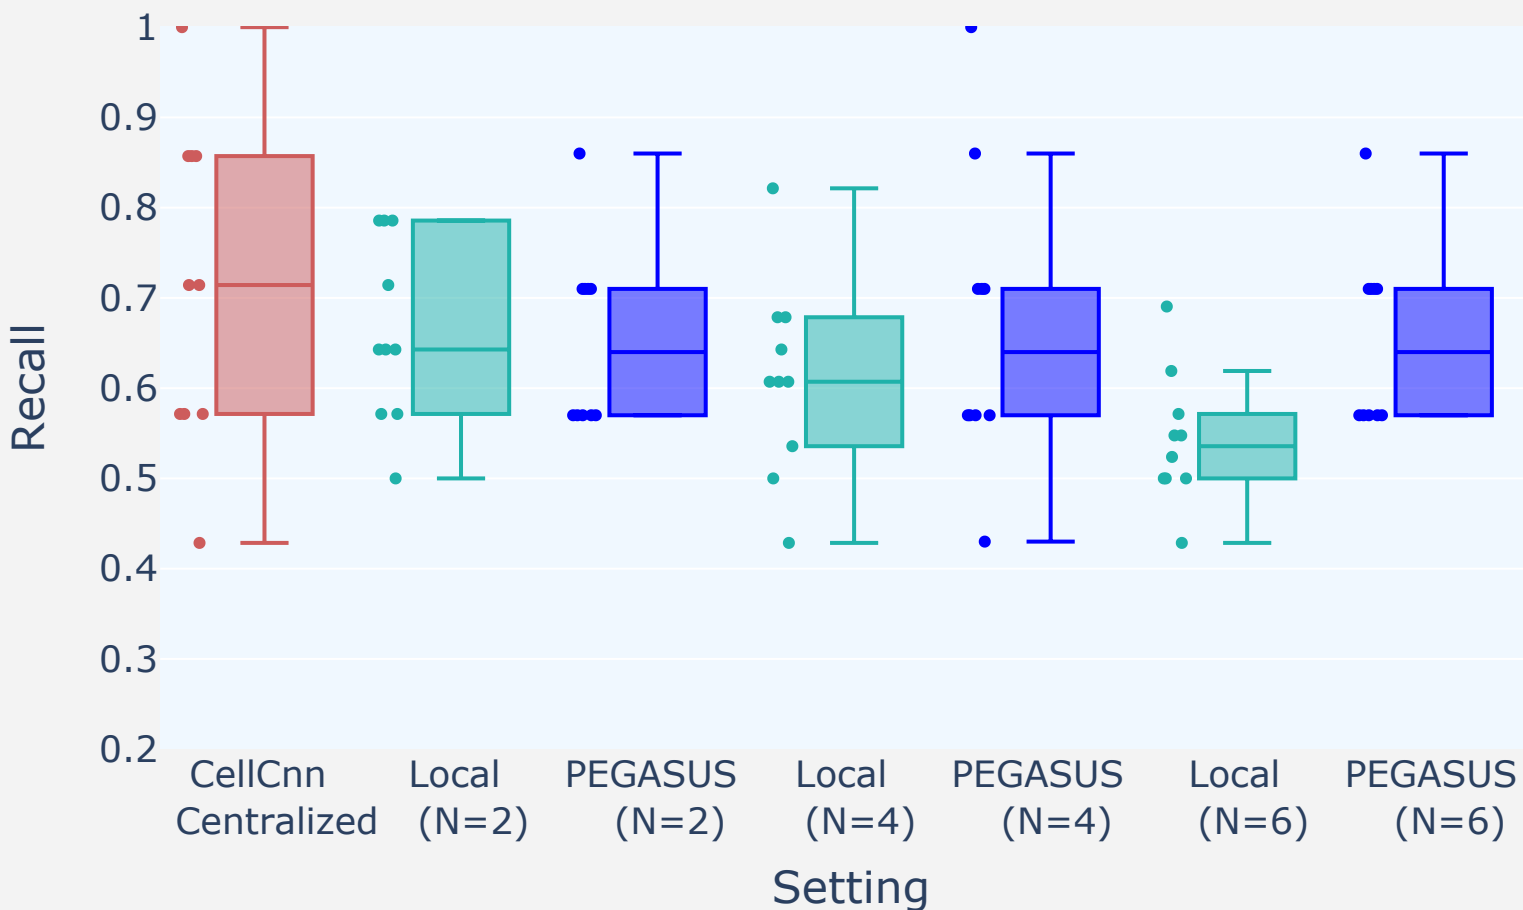 Recall
1
0.9
0.8
0.7
0.6
0.5
0.4
0.3
0.2
CellCnn
Centralized
Local
(N=2)
PEGASUS
(N=2)
Local
(N=4)
PEGASUS
(N=4)
Local
(N=6)
PEGASUS
(N=6)
Setting